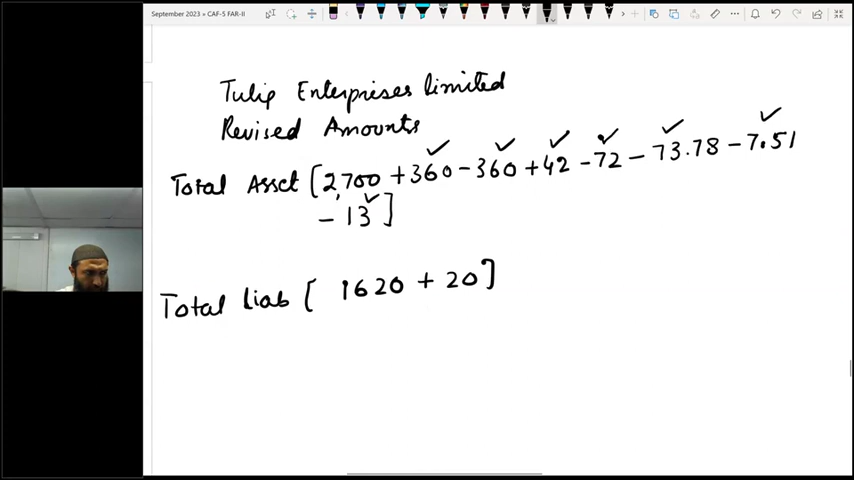 September 2023 » CAF-5 FAR-II
Tulip Enterprises limited
Revised Amounts
Total Asset [2,700 +360 -360 +42 -72 - 73.78 - 7.51
- 13]
Total liab [ 1620 + 20]